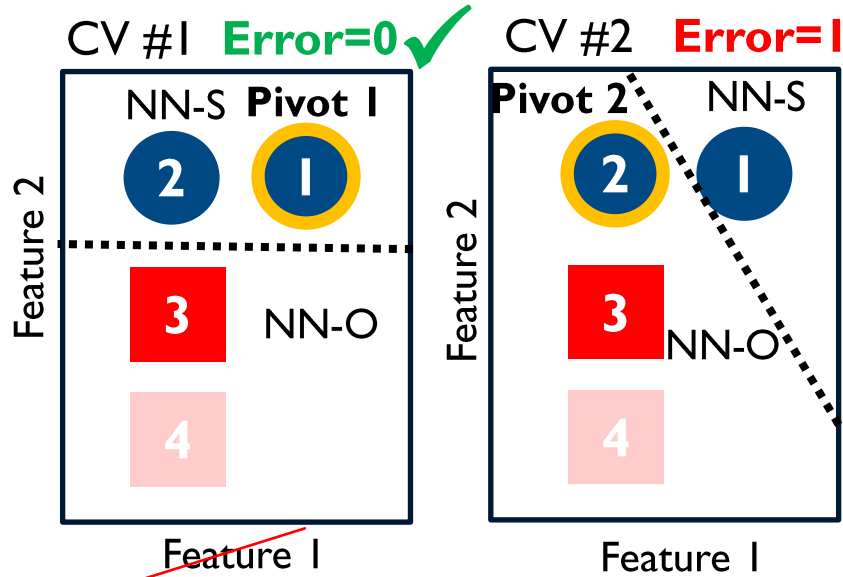 CV #1 Error=0
NN-S Pivot 1
2 1
Feature 2
3 NN-O
4
Feature 1
CV #2 Error=1
Pivot 2 NN-S
2 1
Feature 2
3
NN-O
4
Feature 1